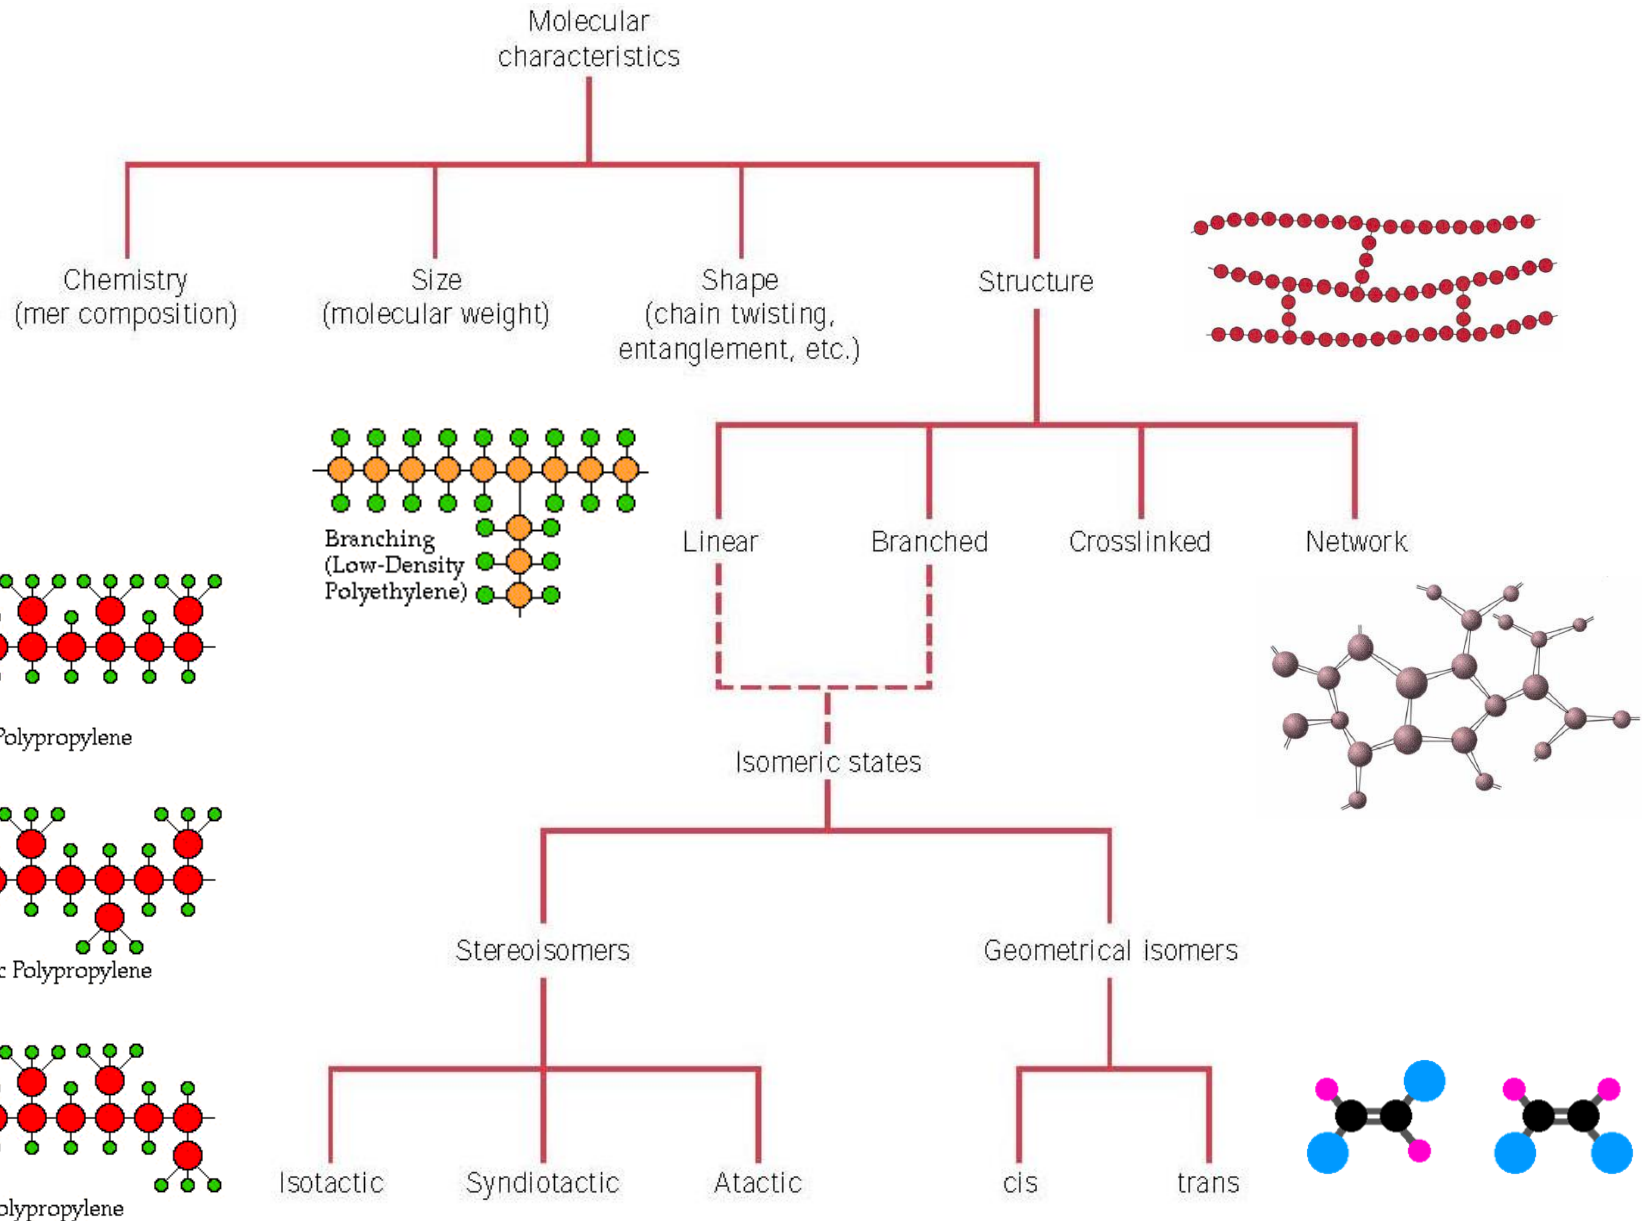 Molecular
characteristics
Chemistry
(mer composition)
Size
(molecular weight)
Shape
(chain twisting,
entanglement, etc.)
Structure
Branching
(Low-Density
Polyethylene)
Linear
Branched
Crosslinked
Network
Polypropylene
Isomeric states
Stereoisomers
Geometrical isomers
c Polypropylene
Isotactic
Syndiotactic
Atactic
cis
trans
olypropylene